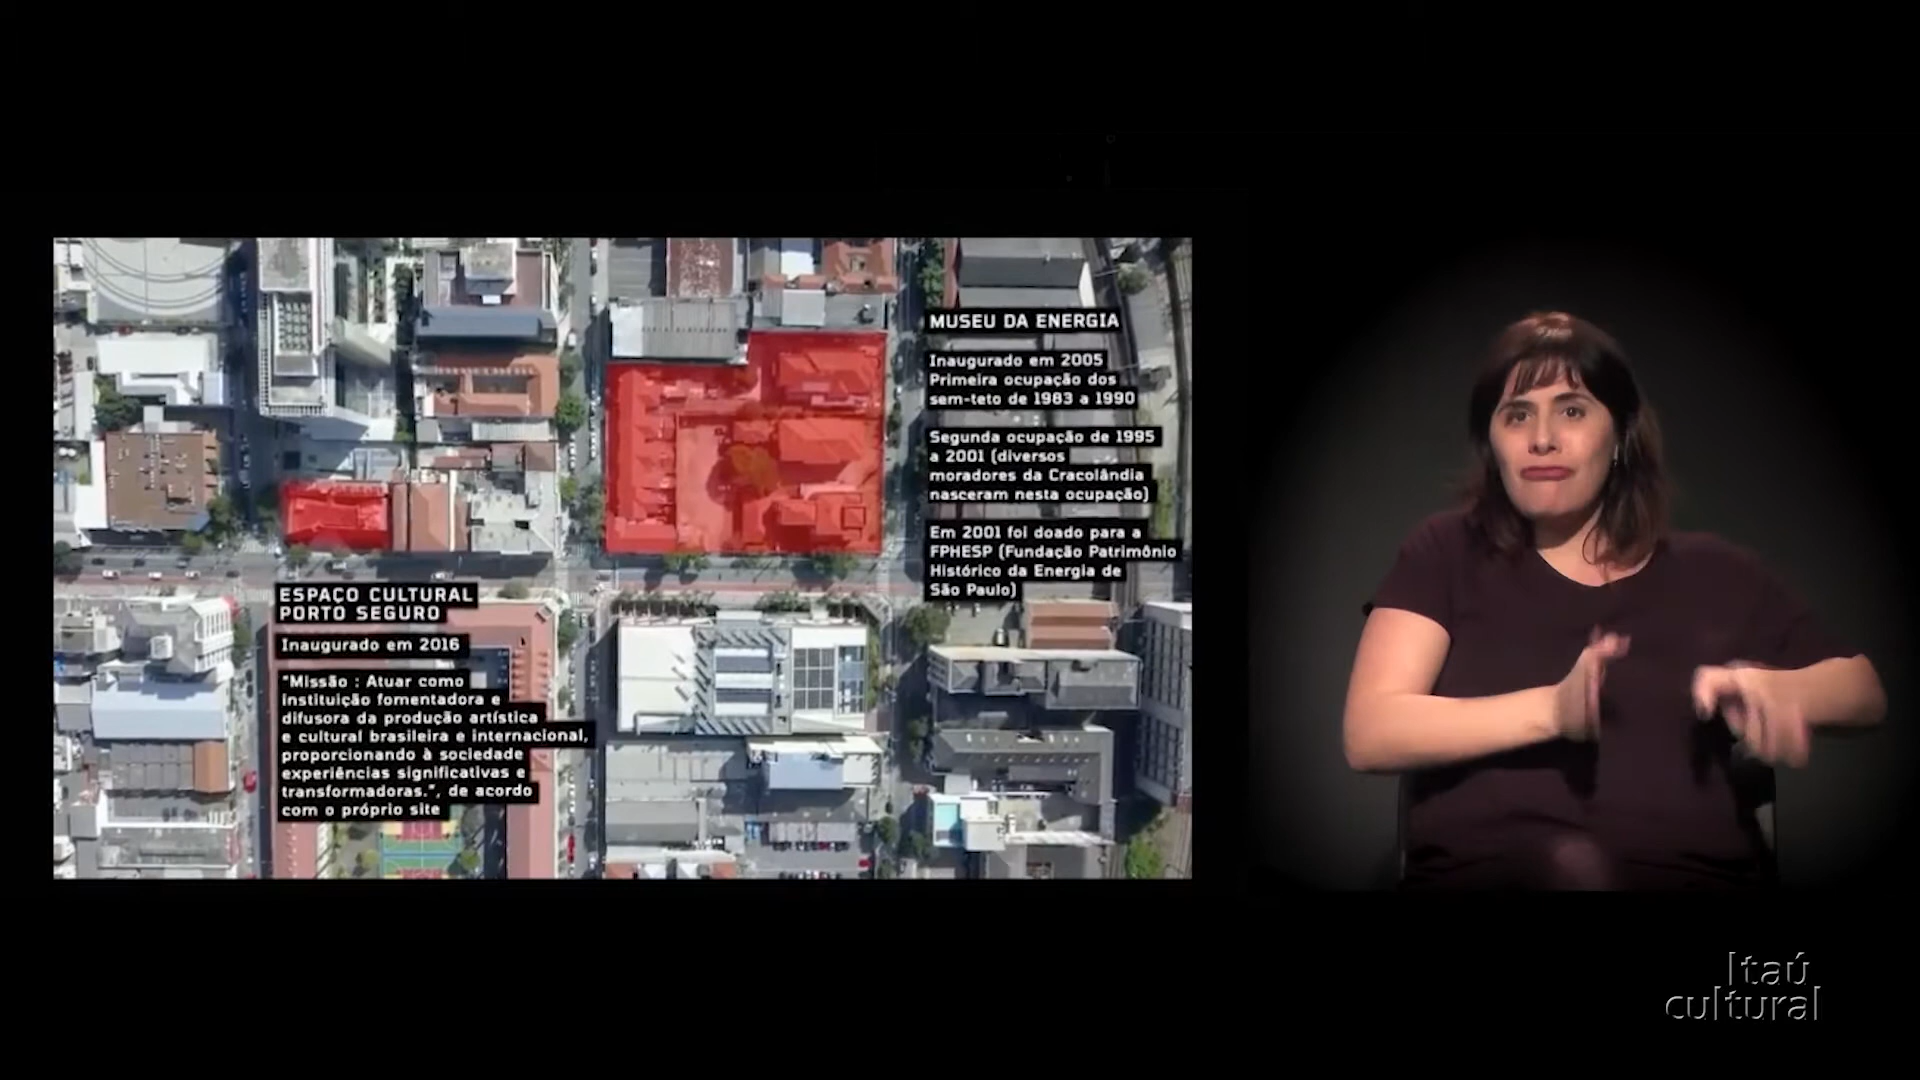 MUSEU DA ENERGIA
Inaugurado em 2005
Primeira ocupação dos
sem-teto de 1983 a 1990
Segunda ocupação de 1995
a 2001 (diversos
moradores da Cracolândia
nasceram nesta ocupação)
Em 2001 foi doado para a
FPHESP (Fundação Patrimônio
Histórico da Energia de
São Paulo)
ESPAÇO CULTURAL
PORTO SEGURO
Inaugurado em 2016
"Missão : Atuar como
instituição fomentadora e
difusora da produção artística
e cultural brasileira e internacional,
proporcionando à sociedade
experiências significativas e
transformadoras.", de acordo
com o próprio site
Itaú
cultural